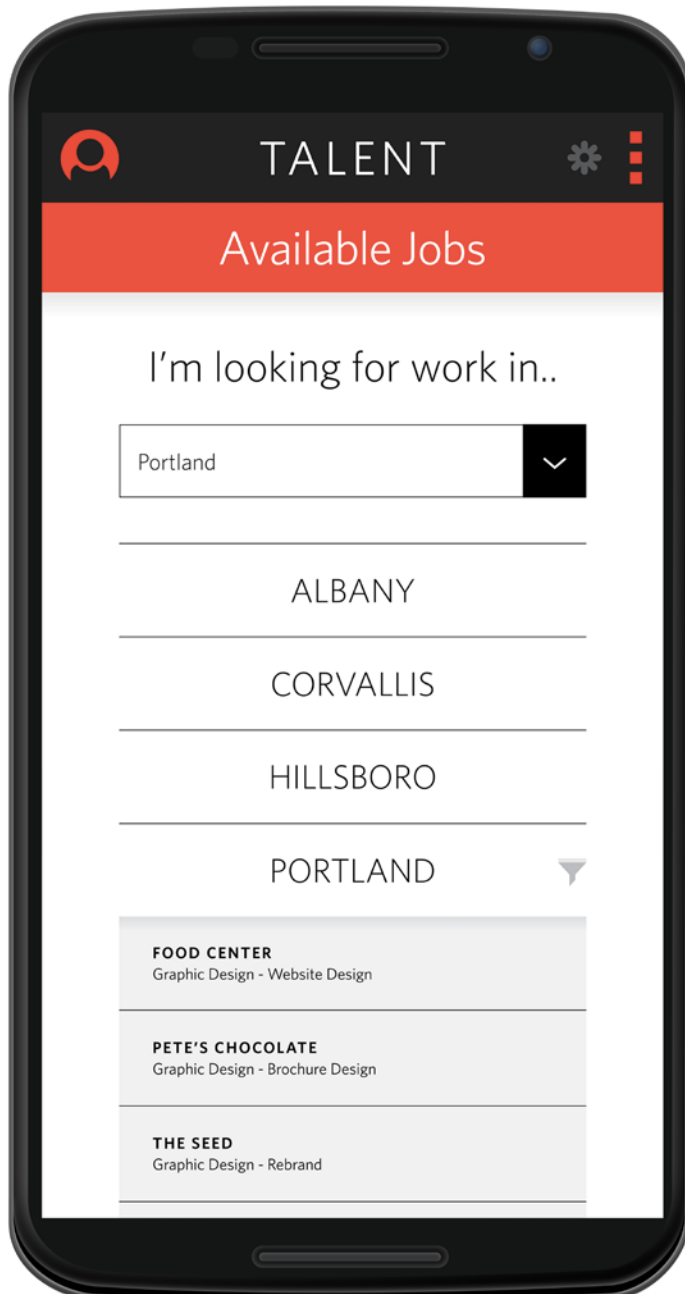 TALENT
Available Jobs
I'm looking for work in..
Portland
ALBANY
CORVALLIS
HILLSBORO
PORTLAND
FOOD CENTER
Graphic Design - Website Design
PETE'S CHOCOLATE
Graphic Design - Brochure Design
THE SEED
Graphic Design - Rebrand